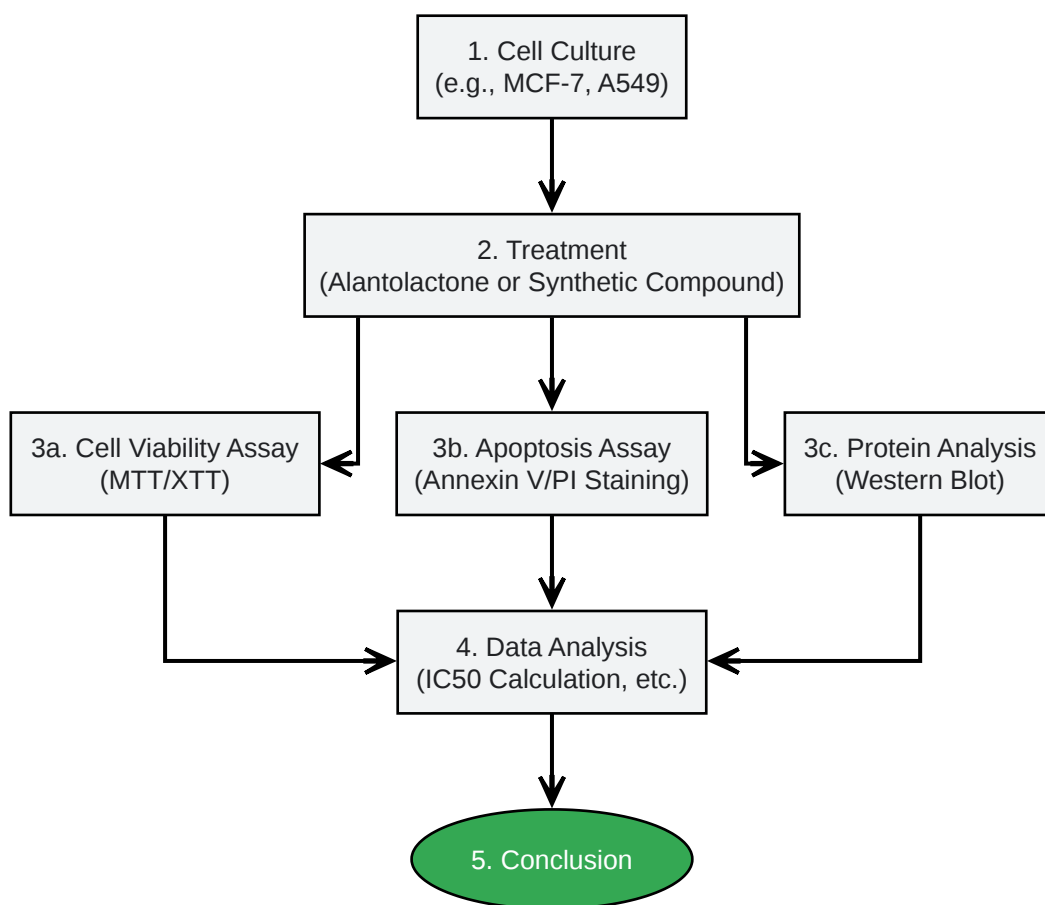 1. Cell Culture
(e.g., MCF-7, A549)
2. Treatment
(Alantolactone or Synthetic Compound)
3a. Cell Viability Assay
(MTT/XTT)
3b. Apoptosis Assay
(Annexin V/PI Staining)
3c. Protein Analysis
(Western Blot)
4. Data Analysis
(IC50 Calculation, etc.)
5. Conclusion